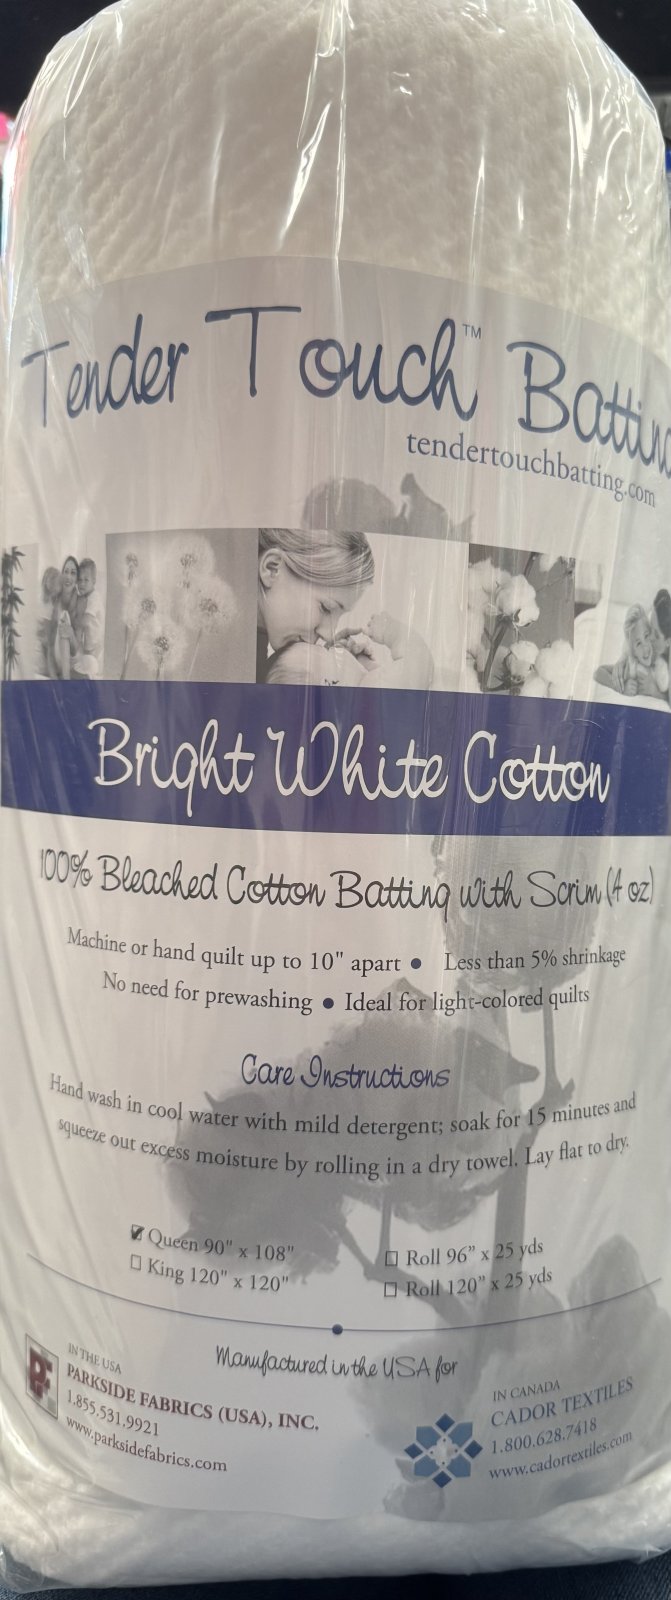 Tender Touch™ Batting
tendertouchbatting.com
Bright White Cotton
100% Bleached Cotton Batting with Scrim (4 oz)
Machine or hand quilt up to 10" apart • Less than 5% shrinkage
No need for prewashing • Ideal for light-colored quilts
Care Instructions
Hand wash in cool water with mild detergent; soak for 15 minutes and
squeeze out excess moisture by rolling in a dry towel. Lay flat to dry.
☑ Queen 90" x 108"
☐ King 120" x 120"
☐ Roll 96” x 25 yds
☐ Roll 120” x 25 yds
Manufactured in the USA for
PF
IN THE USA
PARKSIDE FABRICS (USA), INC.
1.855.531.9921
www.parksidefabrics.com
IN CANADA
CADOR TEXTILES
1.800.628.7418
www.cadortextiles.com